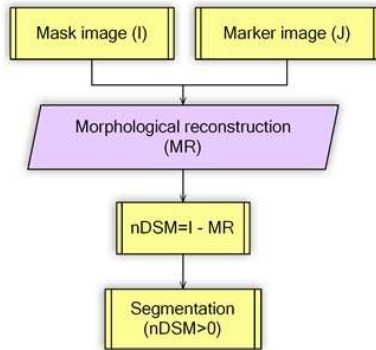 Mask image (I)
Marker image (J)
Morphological reconstruction
(MR)
nDSM=I - MR
Segmentation
(nDSM>0)